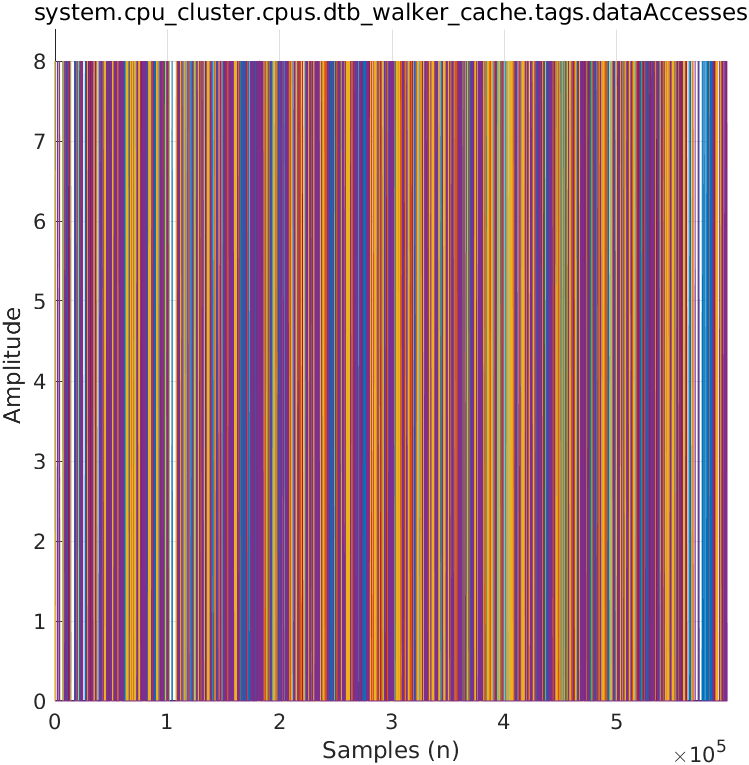 system.cpu_cluster.cpus.dtb_walker_cache.tags.dataAccesses
8
7
6
5
4
3
2
1
0
Amplitude
0 1 2 3 4 5
Samples (n)
×10^5